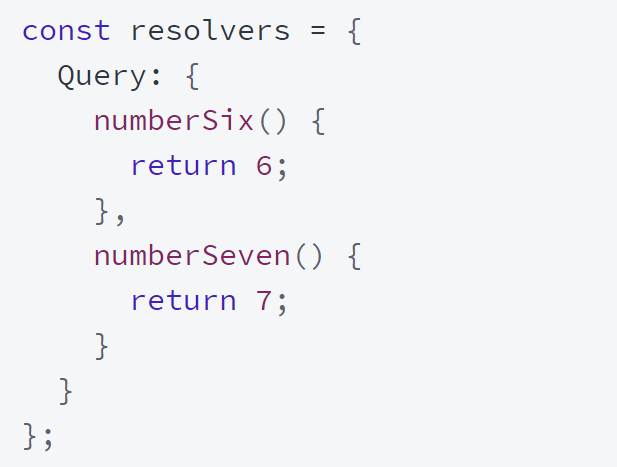 const resolvers = {
  Query: {
    numberSix() {
      return 6;
    },
    numberSeven() {
      return 7;
    }
  }
};